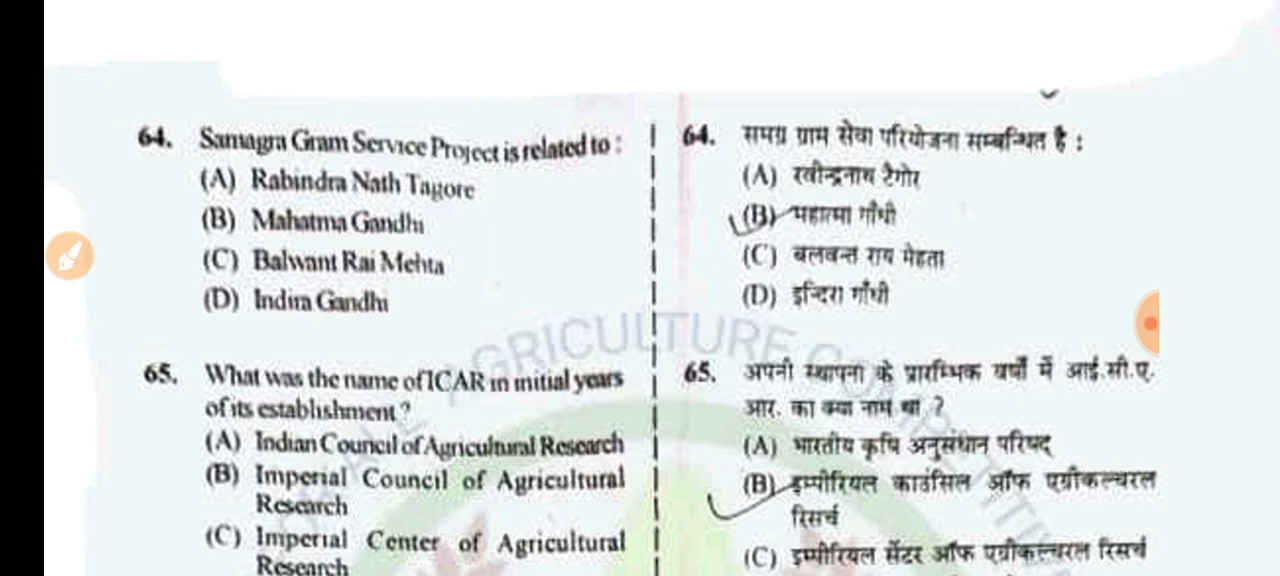 64. Samagra Gram Service Project is related to :
(A) Rabindra Nath Tagore
(B) Mahatma Gandhi
(C) Balwant Rai Mehta
(D) Indira Gandhi
65. What was the name of ICAR in initial years
of its establishment ?
(A) Indian Council of Agricultural Research
(B) Imperial Council of Agricultural
Research
(C) Imperial Center of Agricultural
Research
64. समग्र ग्राम सेवा परियोजना सम्बन्धित है :
(A) रवीन्द्रनाथ टैगोर
(B) महात्मा गाँधी
(C) बलवन्त राय मेहता
(D) इन्दिरा गाँधी
65. अपनी स्थापना के प्रारम्भिक वर्षों में आई.सी.ए.
आर. का क्या नाम था ?
(A) भारतीय कृषि अनुसंधान परिषद्
(B) इम्पीरियल काउंसिल ऑफ एग्रीकल्चरल
रिसर्च
(C) इम्पीरियल सेंटर ऑफ एग्रीकल्चरल रिसर्च
AGRICULTURE